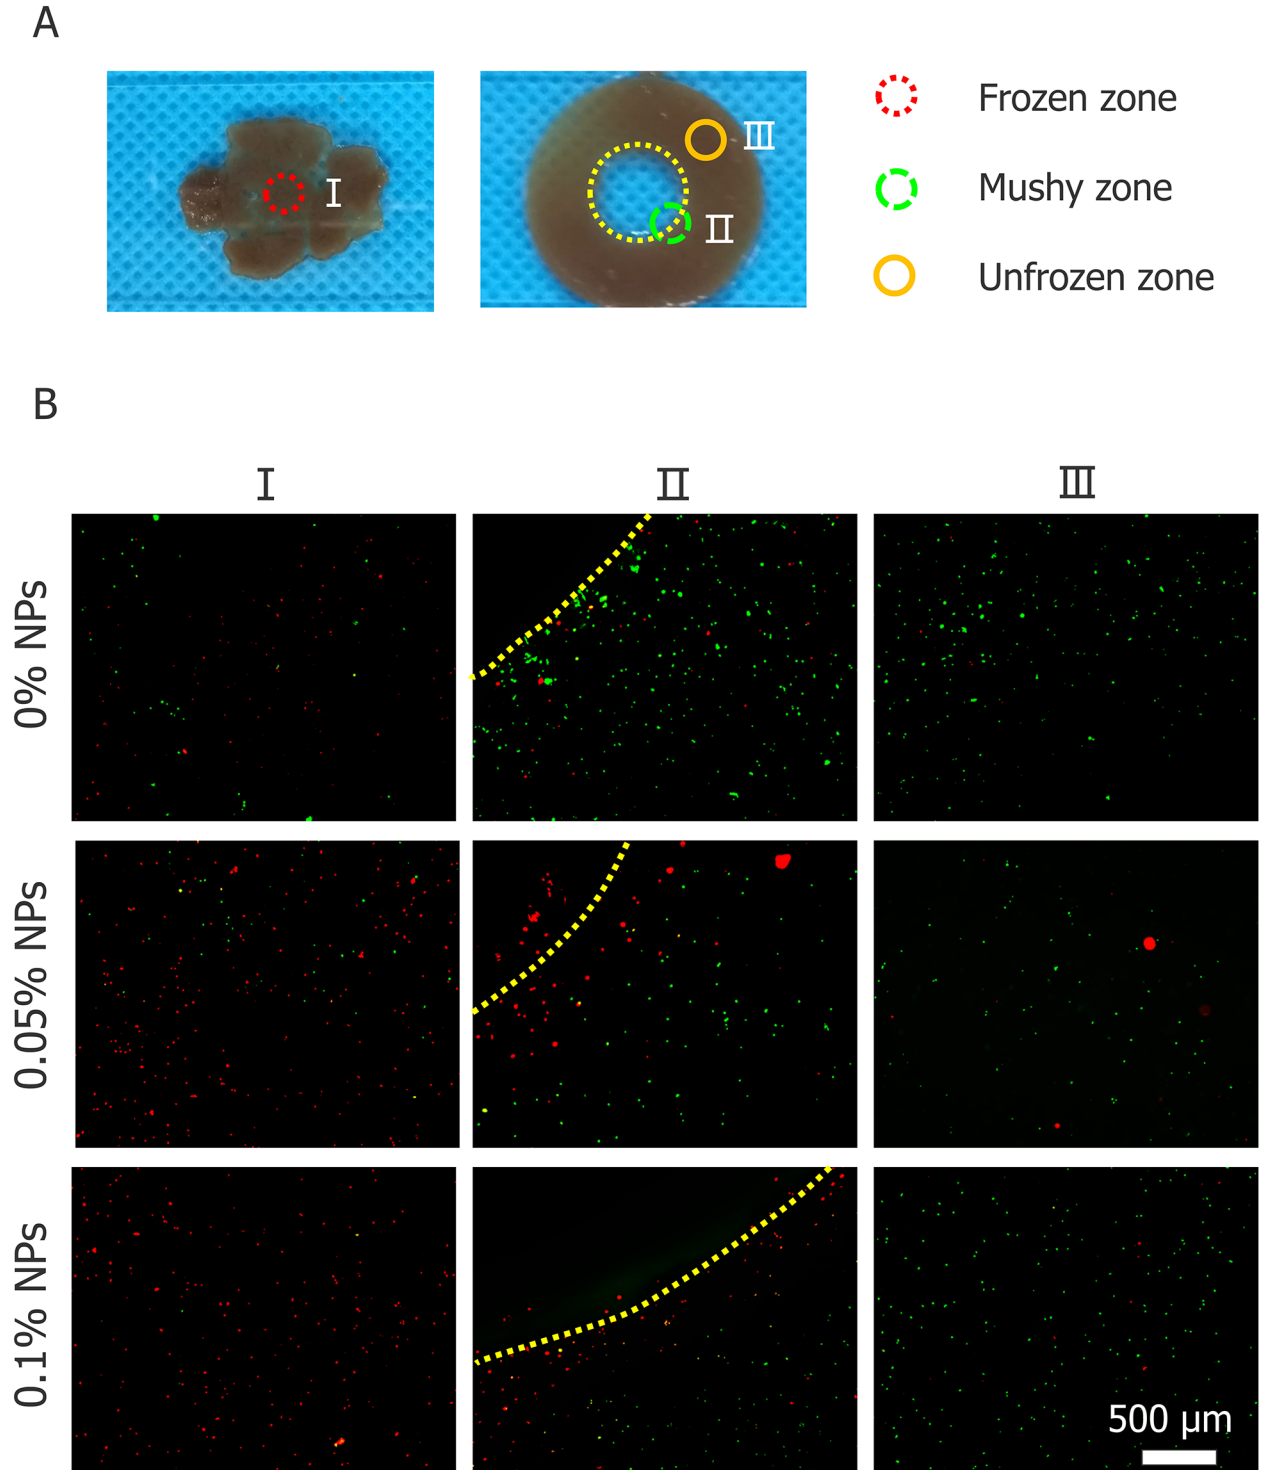 A
Ⅰ
Ⅲ
Ⅱ
Frozen zone
Mushy zone
Unfrozen zone
B
Ⅰ
Ⅱ
Ⅲ
0% NPs
0.05% NPs
0.1% NPs
500 μm